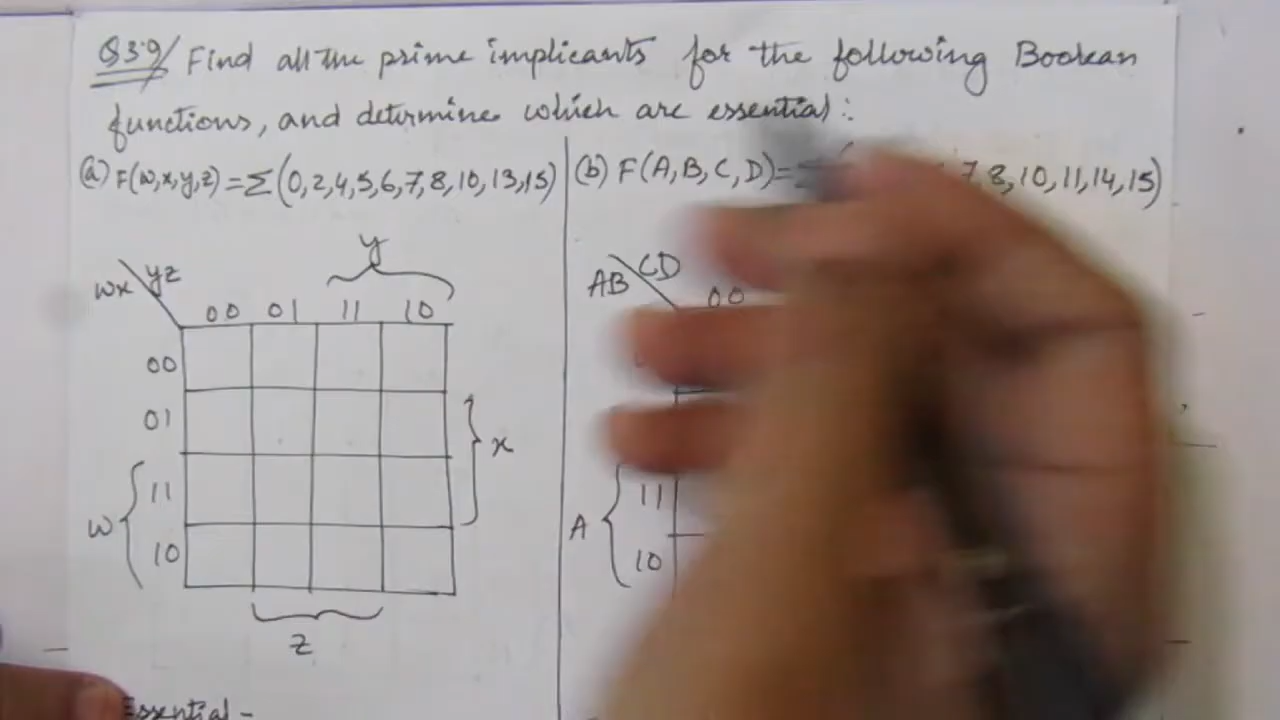 Q3.9/ Find all the prime implicants for the following Boolean
functions, and determine which are essential:
(a) F(w,x,y,z) = Σ(0,2,4,5,6,7,8,10,13,15)
(b) F(A,B,C,D) = 7,8,10,11,14,15)
y
wx yz
00 01 11 10
00
01
11
10
x
w
z
AB CD
00
11
10
A
Essential -